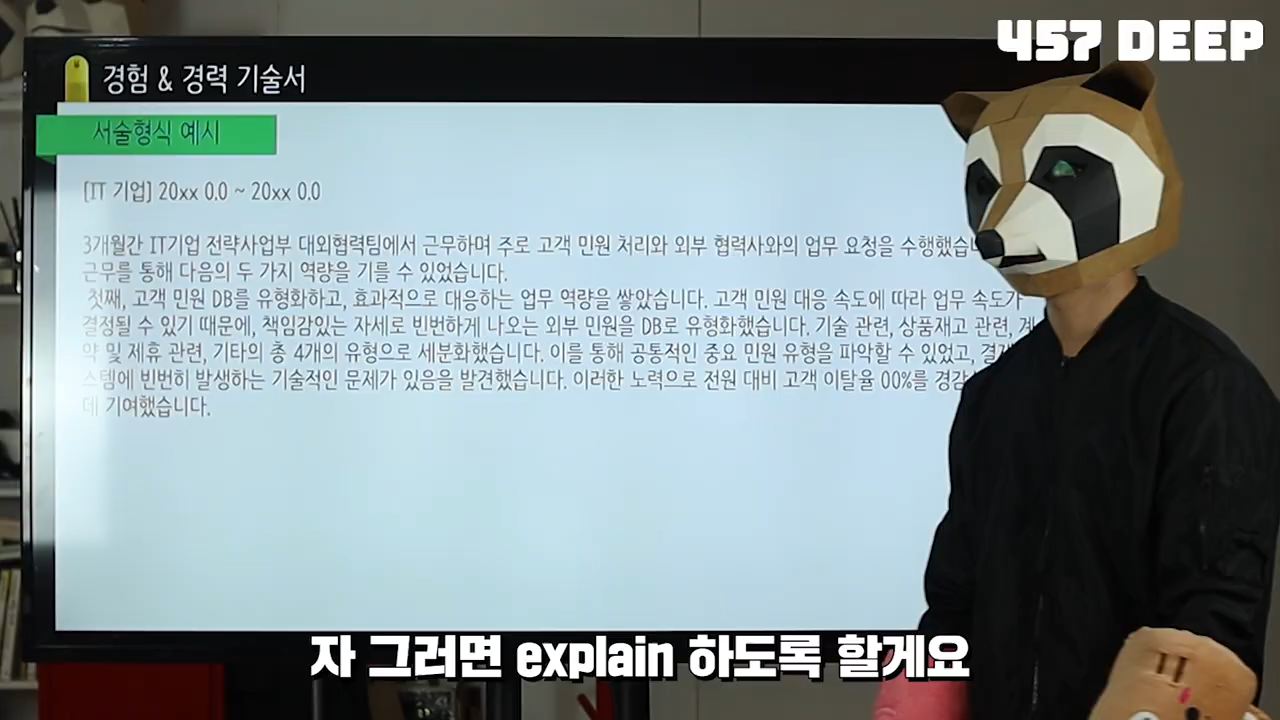 457 DEEP
경험 & 경력 기술서
서술형식 예시
[IT 기업] 20xx 0.0 ~ 20xx 0.0
3개월간 IT기업 전략사업부 대외협력팀에서 근무하며 주로 고객 민원 처리와 외부 협력사와의 업무 요청을 수행했습니
근무를 통해 다음의 두 가지 역량을 기를 수 있었습니다.
첫째, 고객 민원 DB를 유형화하고, 효과적으로 대응하는 업무 역량을 쌓았습니다. 고객 민원 대응 속도에 따라 업무 속도가
결정될 수 있기 때문에, 책임감있는 자세로 빈번하게 나오는 외부 민원을 DB로 유형화했습니다. 기술 관련, 상품재고 관련, 계
약 및 제휴 관련, 기타의 총 4개의 유형으로 세분화했습니다. 이를 통해 공통적인 중요 민원 유형을 파악할 수 있었고,
스템에 빈번히 발생하는 기술적인 문제가 있음을 발견했습니다. 이러한 노력으로 전원 대비 고객 이탈율 00%를 경감
데 기여했습니다.
자 그러면 explain 하도록 할게요